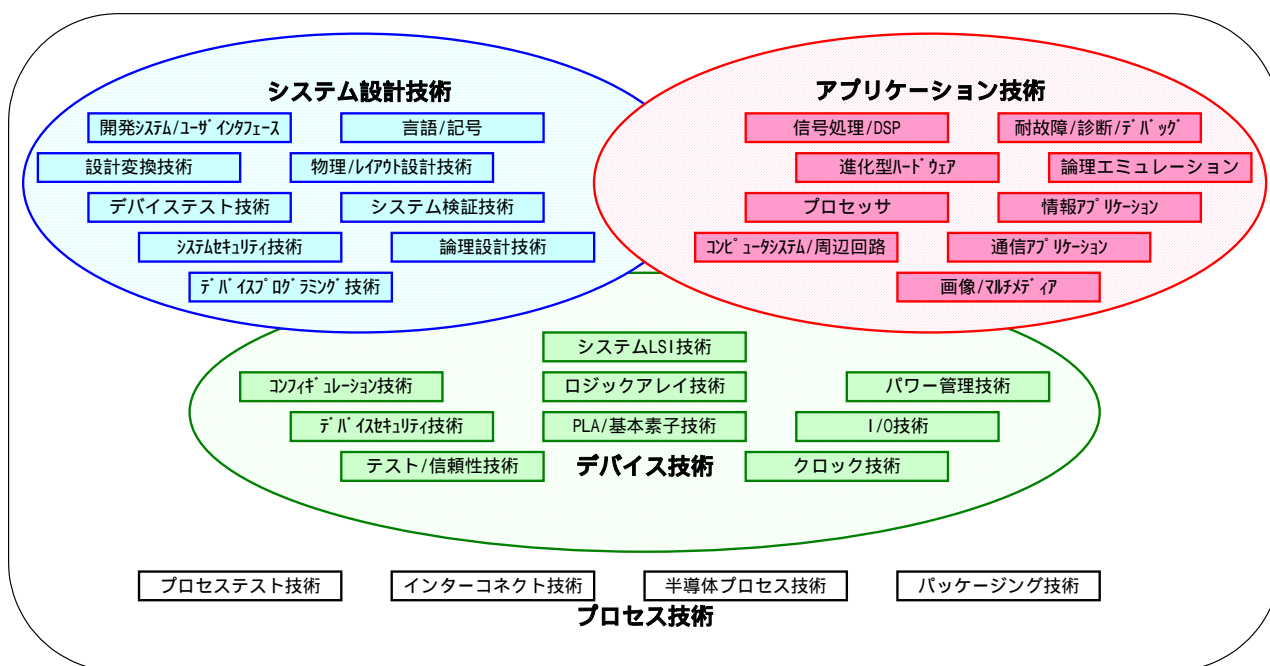 システム設計技術
開発ｼｽﾃﾑ/ﾕｰｻﾞｲﾝﾀﾌｪｰｽ
言語/記号
設計変換技術
物理/ﾚｲｱｳﾄ設計技術
デバイステスト技術
システム検証技術
ｼｽﾃﾑｾｷｭﾘﾃｨ技術
論理設計技術
ﾃﾞﾊﾞｲｽﾌﾟﾛｸﾞﾗﾐﾝｸﾞ技術
アプリケーション技術
信号処理/DSP
耐故障/診断/ﾃﾞﾊﾞｯｸﾞ
進化型ﾊｰﾄﾞｳｪｱ
論理エミュレーション
プロセッサ
情報ｱﾌﾟﾘｹｰｼｮﾝ
ｺﾝﾋﾟｭｰﾀｼｽﾃﾑ/周辺回路
通信ｱﾌﾟﾘｹｰｼｮﾝ
画像/ﾏﾙﾁﾒﾃﾞｨｱ
システムLSI技術
ｺﾝﾌｨｷﾞｭﾚｰｼｮﾝ技術
ロジックアレイ技術
パワー管理技術
ﾃﾞﾊﾞｲｽｾｷｭﾘﾃｨ技術
PLA/基本素子技術
I/O技術
テスト/信頼性技術
デバイス技術
クロック技術
プロセステスト技術
インターコネクト技術
半導体プロセス技術
パッケージング技術
プロセス技術